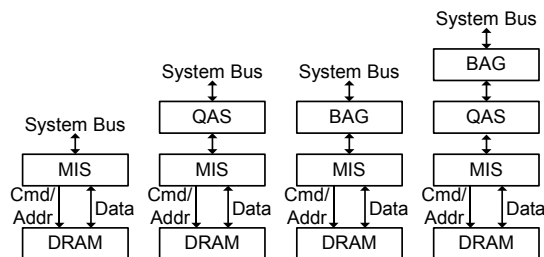 System Bus
MIS
Cmd/
Addr
Data
DRAM
System Bus
QAS
MIS
Cmd/
Addr
Data
DRAM
System Bus
BAG
MIS
Cmd/
Addr
Data
DRAM
System Bus
BAG
QAS
MIS
Cmd/
Addr
Data
DRAM